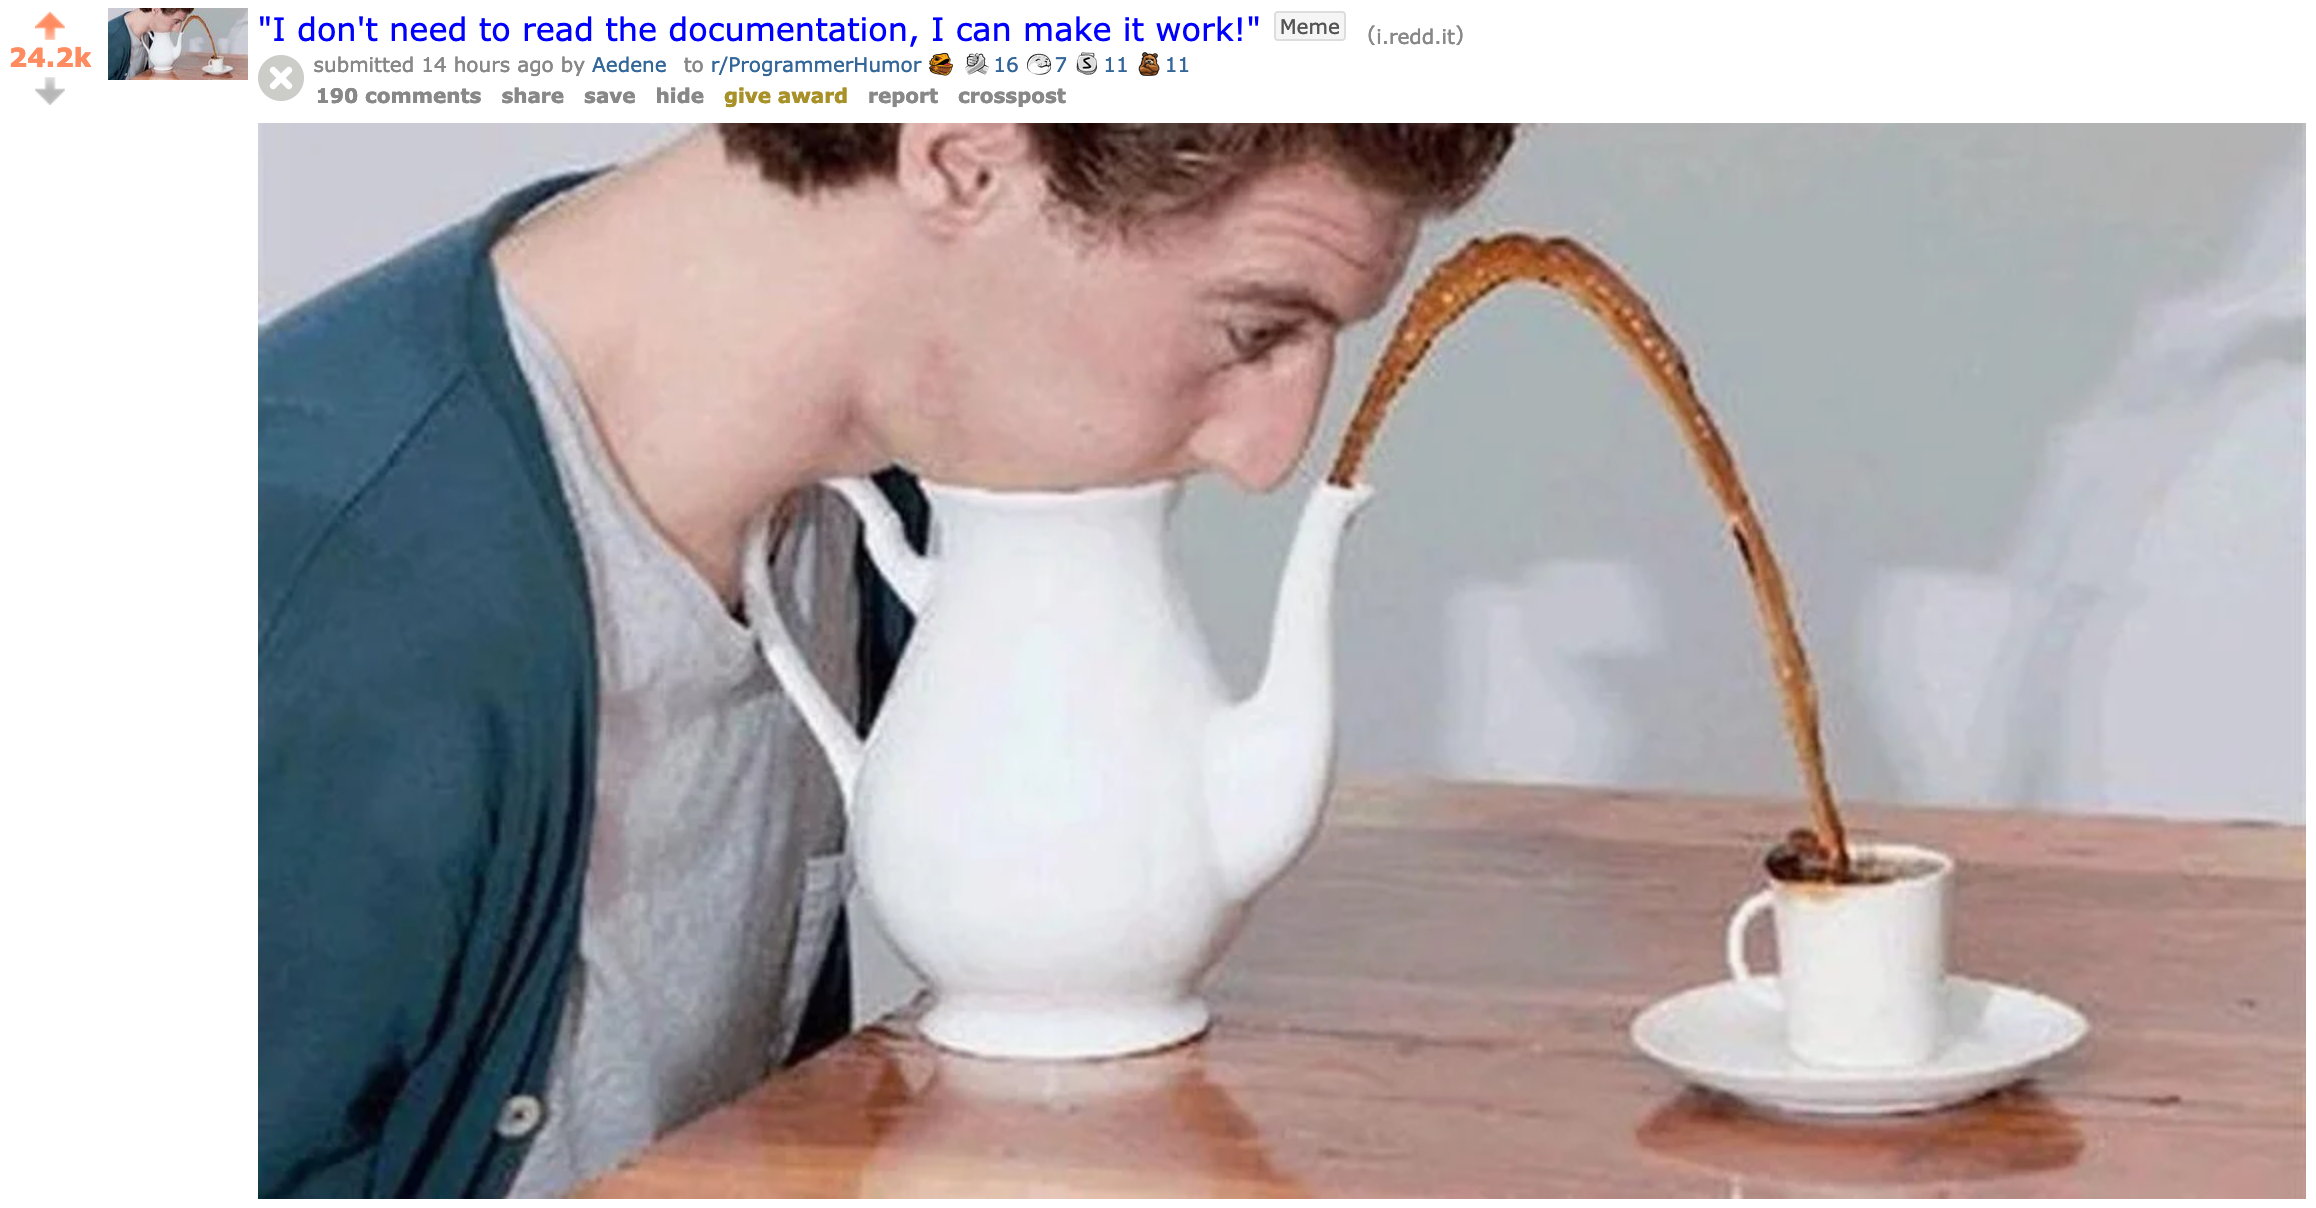 24.2k
"I don't need to read the documentation, I can make it work!" Meme (i.redd.it)
submitted 14 hours ago by Aedene to r/ProgrammerHumor 16 7 S 11 11
190 comments share save hide give award report crosspost